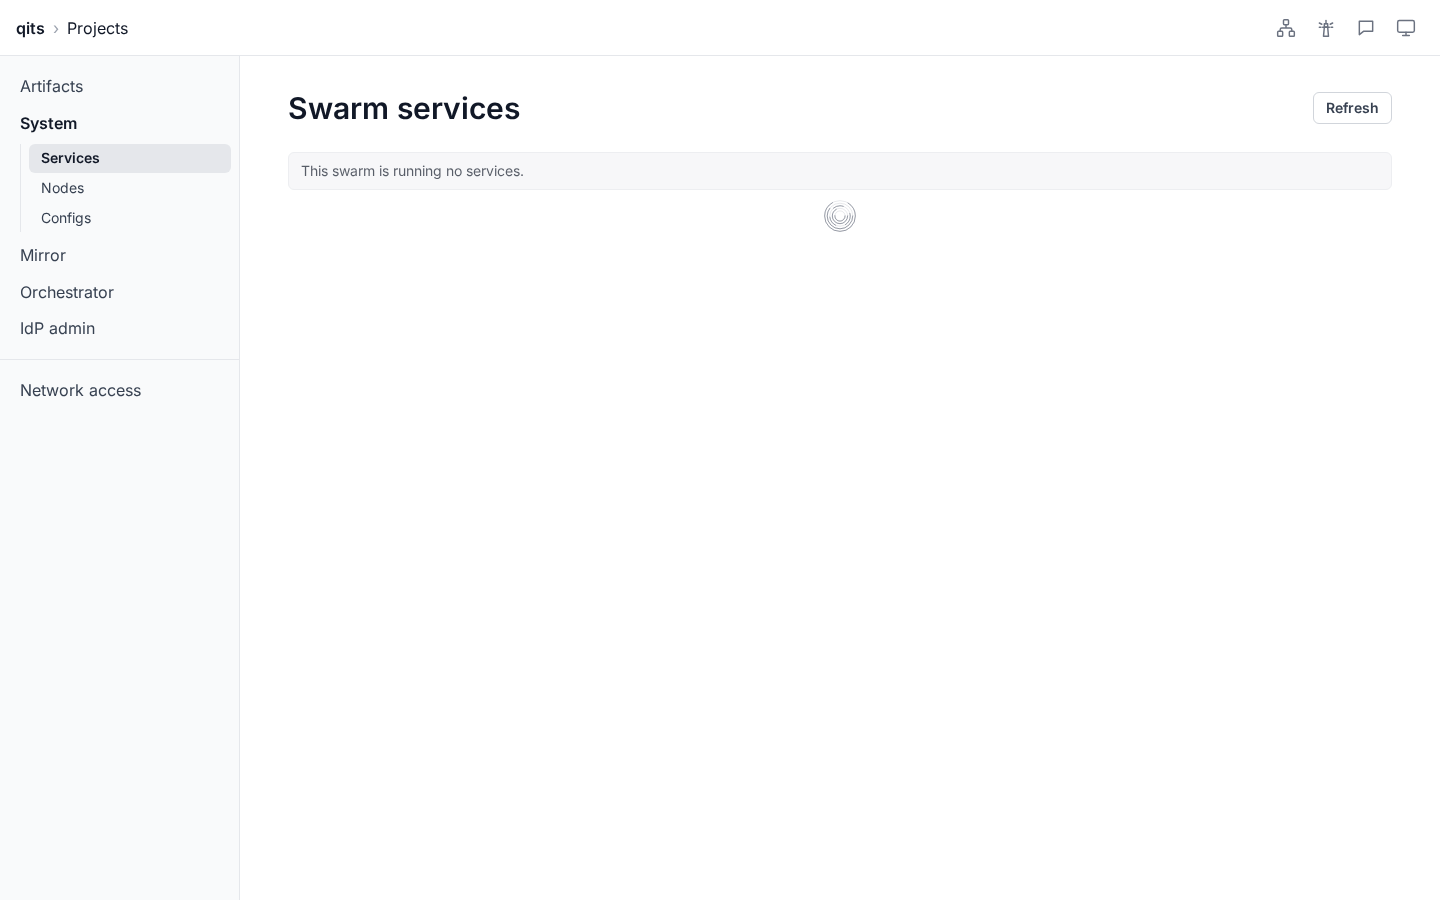 qits › Projects
Artifacts
System
Services
Nodes
Configs
Mirror
Orchestrator
IdP admin
Network access
Swarm services
Refresh
This swarm is running no services.